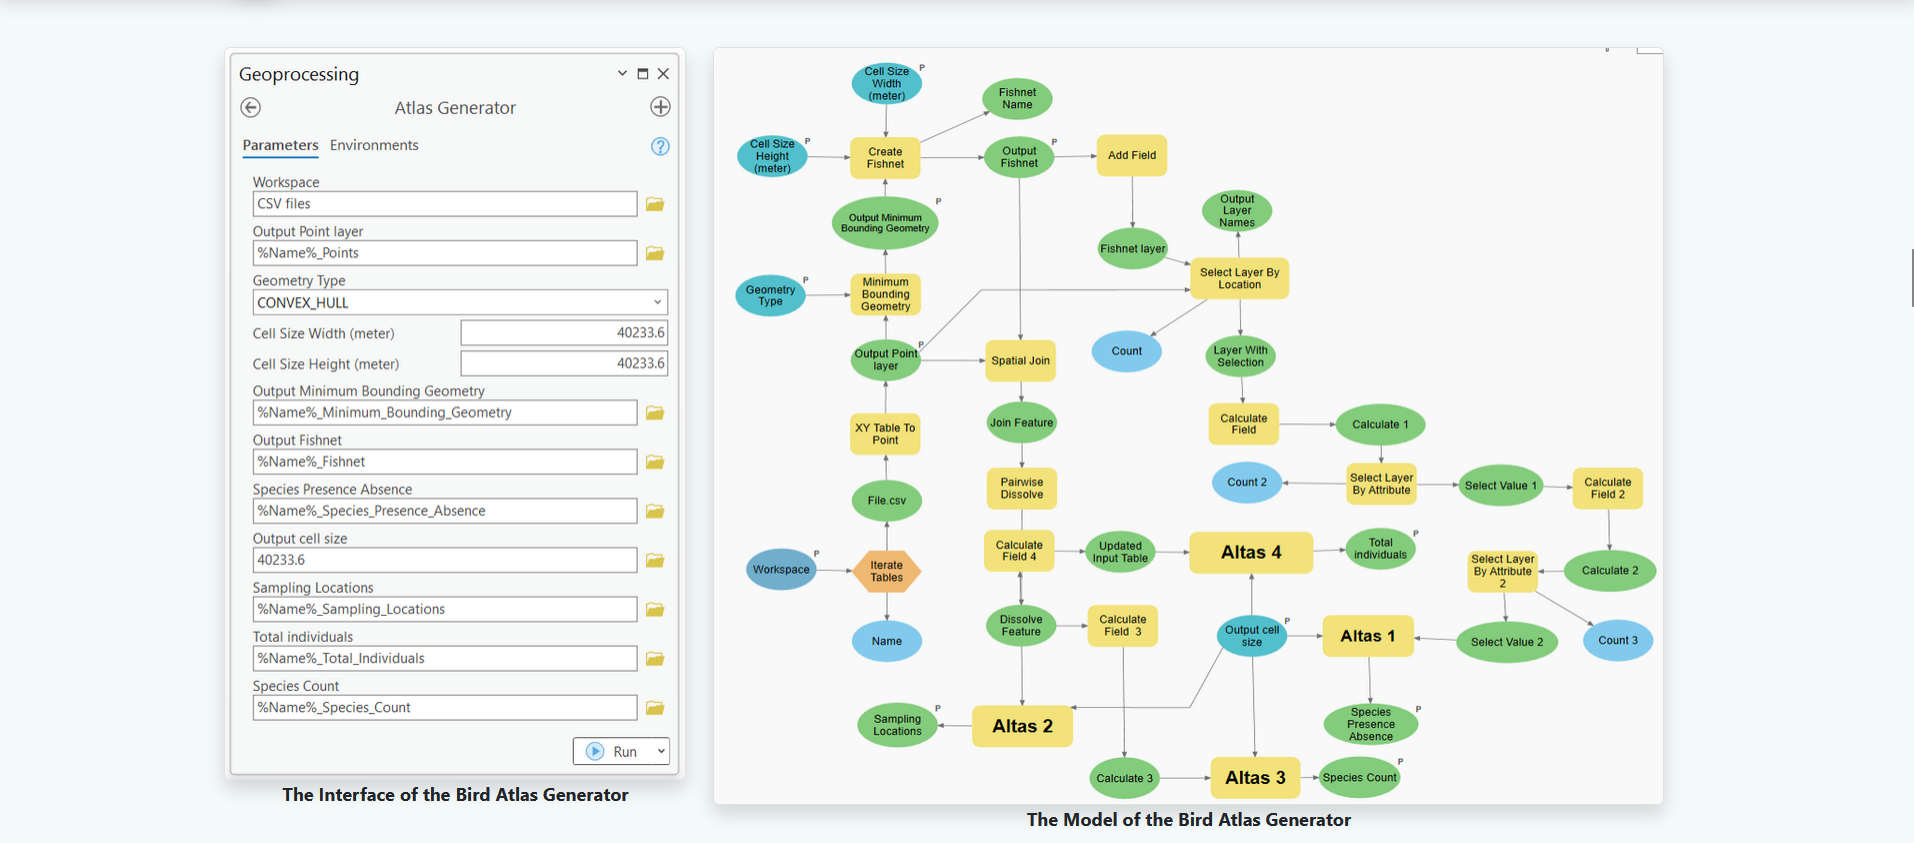 Geoprocessing
Atlas Generator
Parameters Environments
Workspace
CSV files
Output Point layer
%Name%_Points
Geometry Type
CONVEX_HULL
Cell Size Width (meter) 40233.6
Cell Size Height (meter) 40233.6
Output Minimum Bounding Geometry
%Name%_Minimum_Bounding_Geometry
Output Fishnet
%Name%_Fishnet
Species Presence Absence
%Name%_Species_Presence_Absence
Output cell size
40233.6
Sampling Locations
%Name%_Sampling_Locations
Total individuals
%Name%_Total_Individuals
Species Count
%Name%_Species_Count
Run
The Interface of the Bird Atlas Generator
Cell Size
Width
(meter)
P
Fishnet
Name
Cell Size
Height
(meter)
P
Create
Fishnet
Output
Fishnet
P
Add Field
Output Minimum
Bounding Geometry
P
Output
Layer
Names
Fishnet layer
Select Layer By
Location
Geometry
Type
P
Minimum
Bounding
Geometry
Output Point
layer
P
Spatial Join
Count
Layer With
Selection
XY Table To
Point
Join Feature
Calculate
Field
Calculate 1
File.csv
Pairwise
Dissolve
Count 2
Select Layer
By Attribute
Select Value 1
Calculate
Field 2
Workspace
P
Iterate
Tables
Calculate
Field 4
Updated
Input Table
Altas 4
Total
individuals
P
Select Layer
By Attribute
2
Calculate 2
Name
Dissolve
Feature
Calculate
Field 3
Output cell
size
P
Altas 1
Select Value 2
Count 3
Sampling
Locations
P
Altas 2
Species
Presence
Absence
P
Calculate 3
Altas 3
Species Count
P
The Model of the Bird Atlas Generator